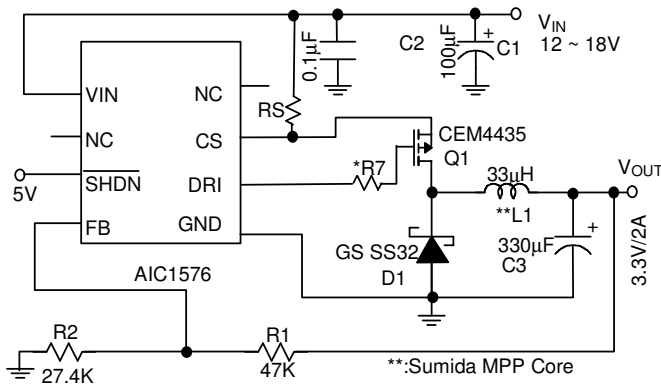 V_IN
12 ~ 18V
0.1μF
C2
100μF
C1
VIN
NC
RS
NC
CS
CEM4435
Q1
*R7
SHDN
DRI
33μH
V_OUT
5V
**L1
FB
GND
GS SS32
D1
330μF
C3
3.3V/2A
AIC1576
R2
27.4K
R1
47K
**:Sumida MPP Core